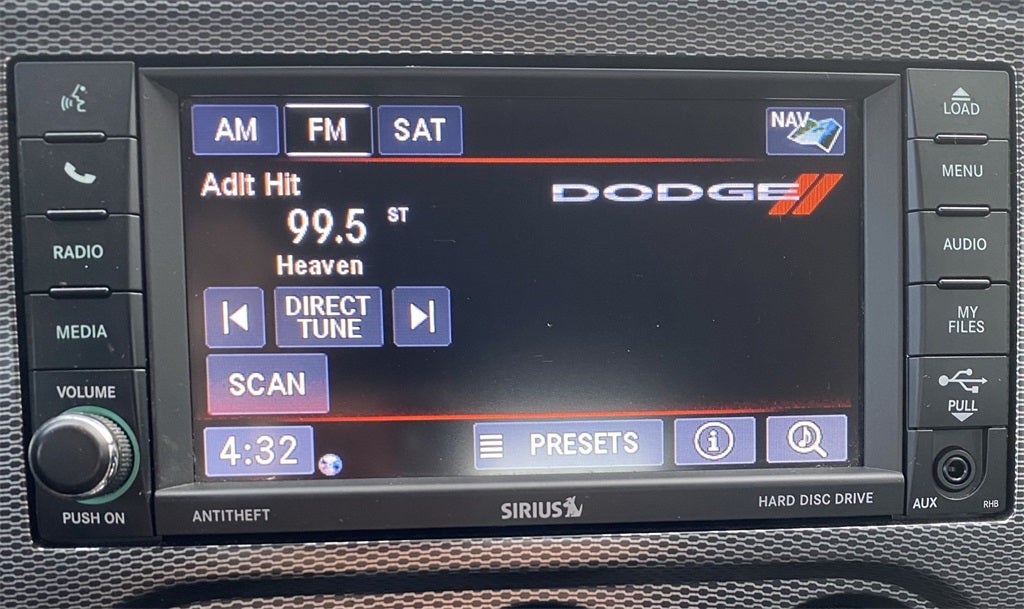 AM FM SAT NAV
Adlt Hit
DODGE
99.5 ST
Heaven
DIRECT
TUNE
SCAN
4:32 PRESETS
RADIO
MEDIA
VOLUME
PUSH ON
LOAD
MENU
AUDIO
MY
FILES
PULL
AUX RHB
ANTITHEFT SIRIUS HARD DISC DRIVE